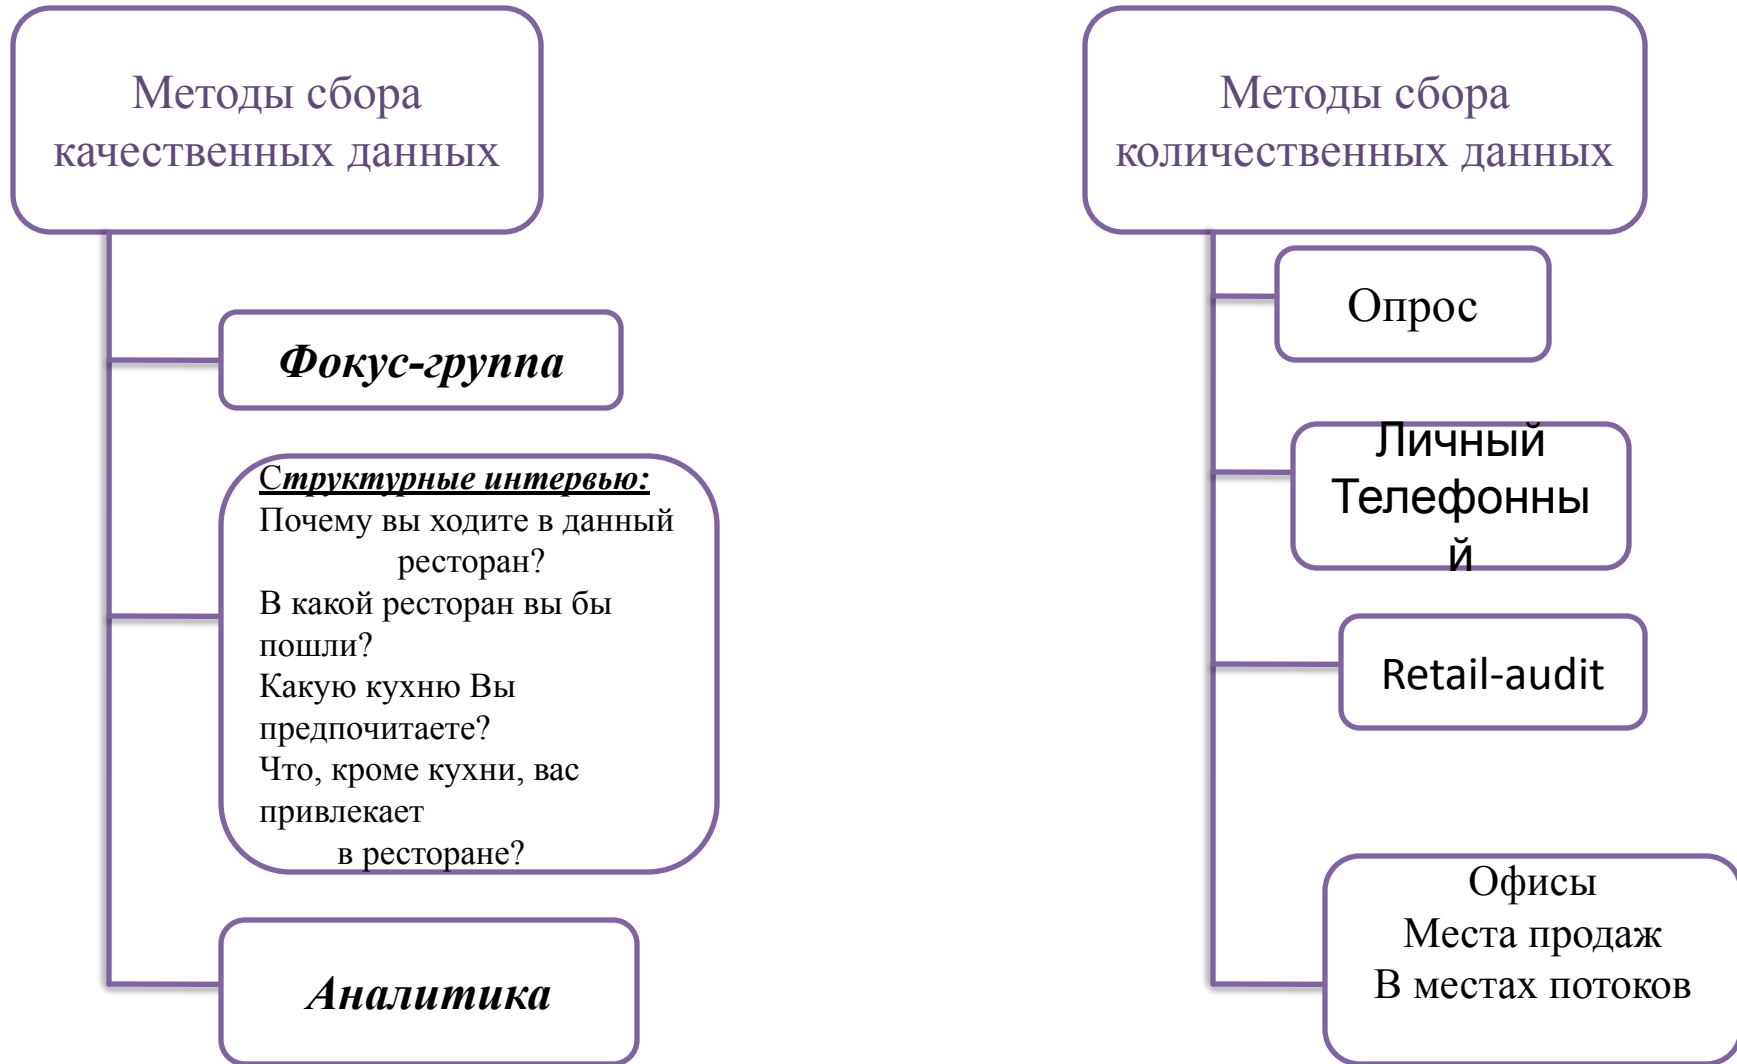 Методы сбора
качественных данных
Фокус-группа
Структурные интервью:
Почему вы ходите в данный
ресторан?
В какой ресторан вы бы
пошли?
Какую кухню Вы
предпочитаете?
Что, кроме кухни, вас
привлекает
в ресторане?
Аналитика
Методы сбора
количественных данных
Опрос
Личный
Телефонны
й
Retail-audit
Офисы
Места продаж
В местах потоков